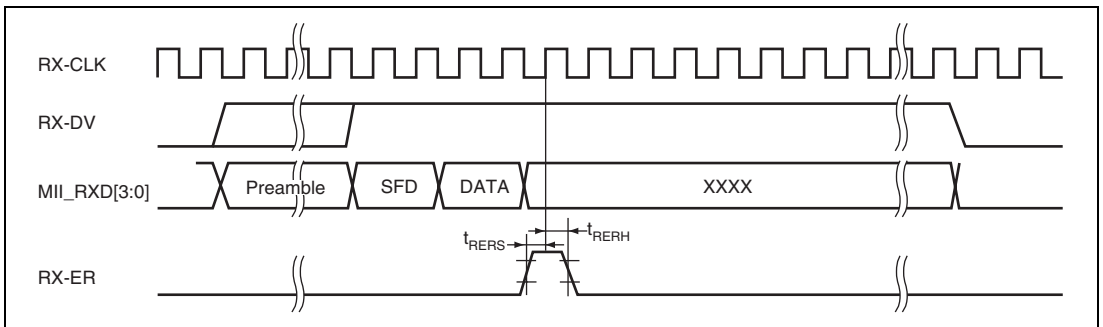 RX-CLK
RX-DV
MII_RXD[3:0]
Preamble
SFD
DATA
XXXX
tRERS
tRERH
RX-ER